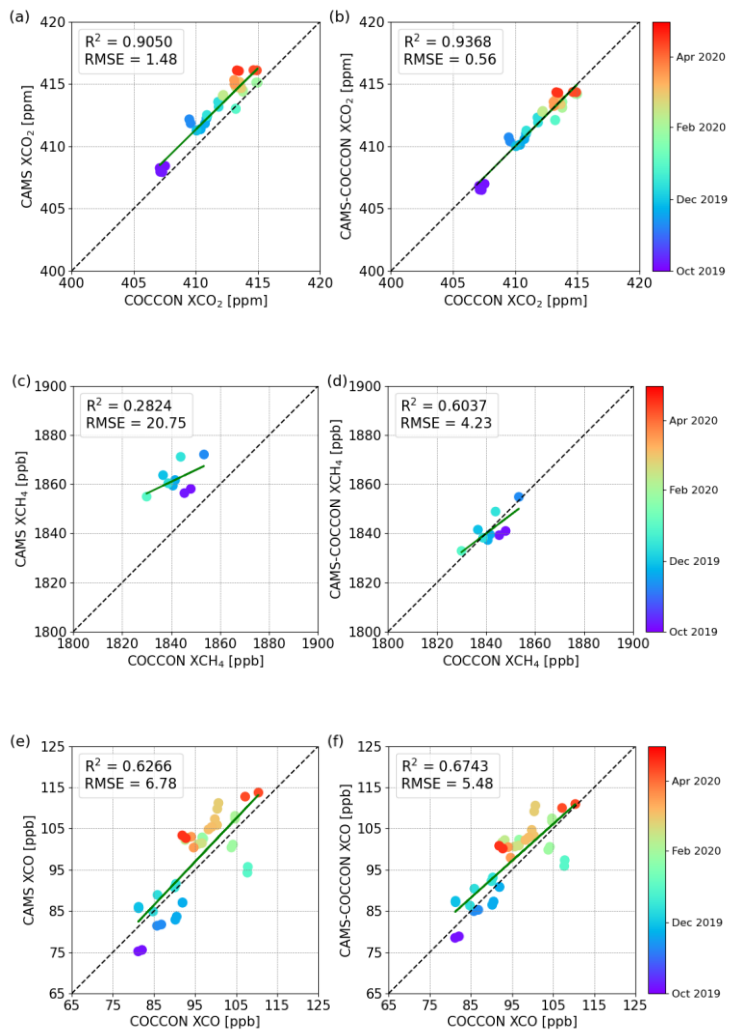 (a)
R² = 0.9050
RMSE = 1.48
420
415
410
405
400
CAMS XCO₂ [ppm]
400 405 410 415 420
COCCON XCO₂ [ppm]
(b)
R² = 0.9368
RMSE = 0.56
420
415
410
405
400
CAMS-COCCON XCO₂ [ppm]
400 405 410 415 420
COCCON XCO₂ [ppm]
Apr 2020
Feb 2020
Dec 2019
Oct 2019
(c)
R² = 0.2824
RMSE = 20.75
1900
1880
1860
1840
1820
1800
CAMS XCH₄ [ppb]
1800 1820 1840 1860 1880 1900
COCCON XCH₄ [ppb]
(d)
R² = 0.6037
RMSE = 4.23
1900
1880
1860
1840
1820
1800
CAMS-COCCON XCH₄ [ppb]
1800 1820 1840 1860 1880 1900
COCCON XCH₄ [ppb]
Apr 2020
Feb 2020
Dec 2019
Oct 2019
(e)
R² = 0.6266
RMSE = 6.78
125
115
105
95
85
75
65
CAMS XCO [ppb]
65 75 85 95 105 115 125
COCCON XCO [ppb]
(f)
R² = 0.6743
RMSE = 5.48
125
115
105
95
85
75
65
CAMS-COCCON XCO [ppb]
65 75 85 95 105 115 125
COCCON XCO [ppb]
Apr 2020
Feb 2020
Dec 2019
Oct 2019